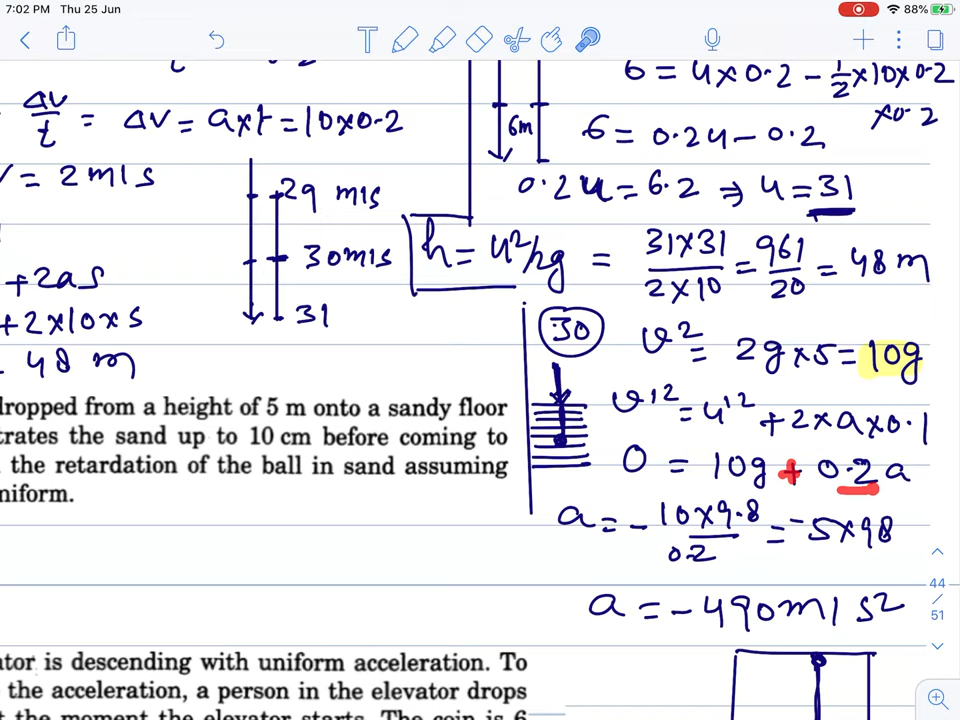 7:02 PM Thu 25 Jun
88%
T
Δv/t = Δv = a×t = 10×0.2
V = 2 m/s
29 m/s
30 m/s
31
+2as
+2×10×s
48 m
6m
6 = u×0.2 − 1/2×10×0.2
×0.2
6 = 0.2u − 0.2
0.2u = 6.2 ⇒ u = 31
h = u²/2g = 31×31/2×10 = 961/20 = 48 m
30
v² = 2g×5 = 10g
v'² = u'² + 2×a×0.1
0 = 10g + 0.2a
a = −10×9.8/0.2 = −5×98
a = −490 m/s²
dropped from a height of 5 m onto a sandy floor
trates the sand up to 10 cm before coming to
the retardation of the ball in sand assuming
niform.
44
/
51
tor is descending with uniform acceleration. To
the acceleration, a person in the elevator drops
t the moment the elevator starts. The coin is 6